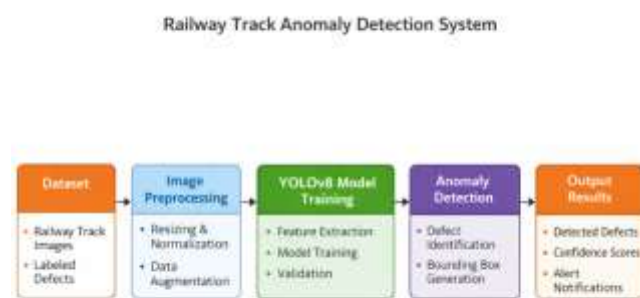 Railway Track Anomaly Detection System
Dataset
• Railway Track
Images
• Labeled
Defects
Image
Preprocessing
• Resizing &
Normalization
• Data
Augmentation
YOLOv8 Model
Training
• Feature Extraction
• Model Training
• Validation
Anomaly
Detection
• Defect
Identification
• Bounding Box
Generation
Output
Results
• Detected Defects
• Confidence Scores
• Alert
Notifications